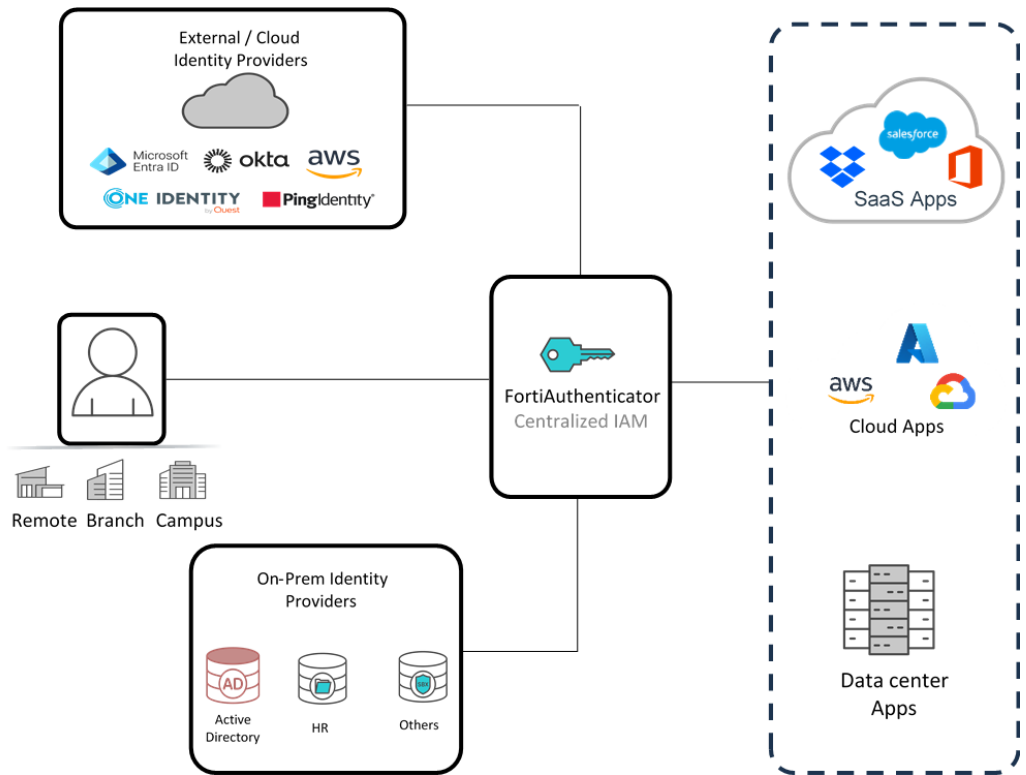 External / Cloud
Identity Providers
Microsoft
Entra ID
okta
aws
ONE IDENTITY
by Quest
PingIdentity®
salesforce
SaaS Apps
FortiAuthenticator
Centralized IAM
aws
Cloud Apps
Remote
Branch
Campus
On-Prem Identity
Providers
AD
Active
Directory
HR
Others
Data center
Apps